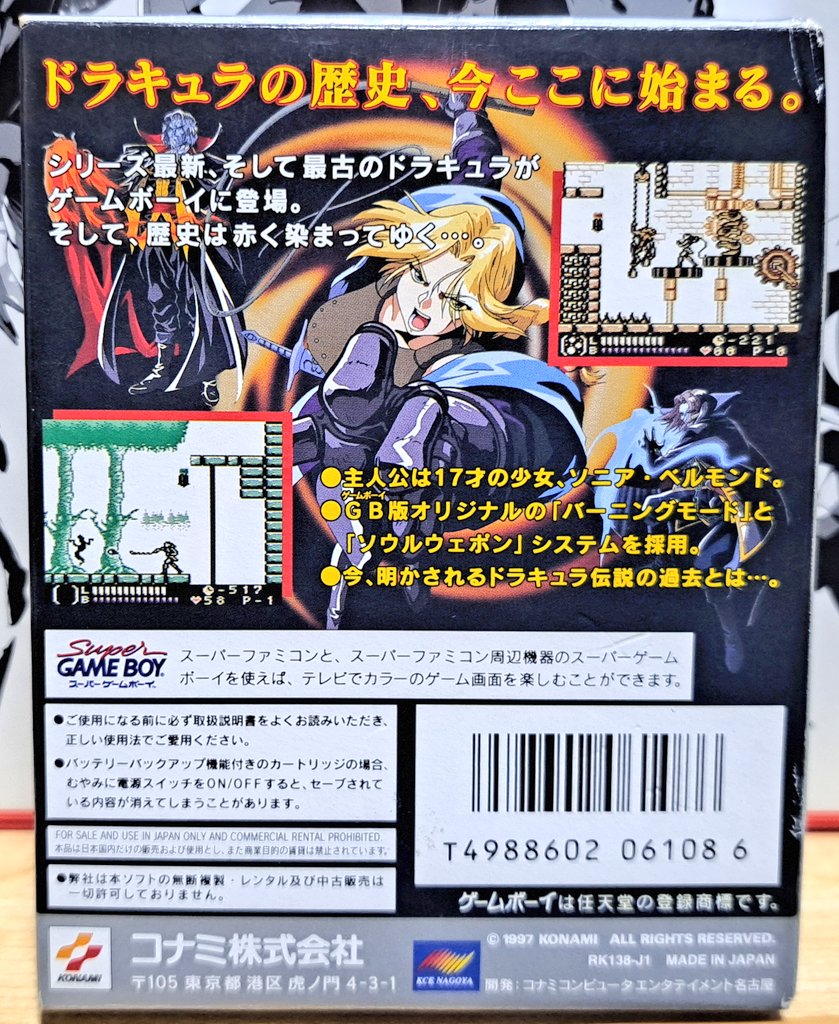 ドラキュラの歴史、今ここに始まる。
シリーズ最新、そして最古のドラキュラが
ゲームボーイに登場。
そして、歴史は赤く染まってゆく…。
-221
86 P-6
B
-517
58 P-1
B
●主人公は17才の少女、ソニア・ベルモンド。
ゲームボーイ
●GB版オリジナルの「バーニングモード」と
「ソウルウェポン」システムを採用。
●今、明かされるドラキュラ伝説の過去とは…。
Super
GAME BOY
スーパーゲームボーイ
スーパーファミコンと、スーパーファミコン周辺機器のスーパーゲーム
ボーイを使えば、テレビでカラーのゲーム画面を楽しむことができます。
●ご使用になる前に必ず取扱説明書をよくお読みいただき、
正しい使用法でご愛用ください。
●バッテリーバックアップ機能付きのカートリッジの場合、
むやみに電源スイッチをON/OFFすると、セーブされて
いる内容が消えてしまうことがあります。
FOR SALE AND USE IN JAPAN ONLY AND COMMERCIAL RENTAL PROHIBITED.
本品は日本国内だけの販売および使用とし、また商業目的の賃貸は禁止されています。
●弊社は本ソフトの無断複製・レンタル及び中古販売は
一切許可しておりません。
T4988602 06108 6
ゲームボーイは任天堂の登録商標です。
KONAMI
コナミ株式会社
〒105 東京都 港区 虎ノ門 4-3-1
KCE NAGOYA
© 1997 KONAMI ALL RIGHTS RESERVED.
RK138-J1 MADE IN JAPAN
開発：コナミコンピュータエンタテイメント名古屋